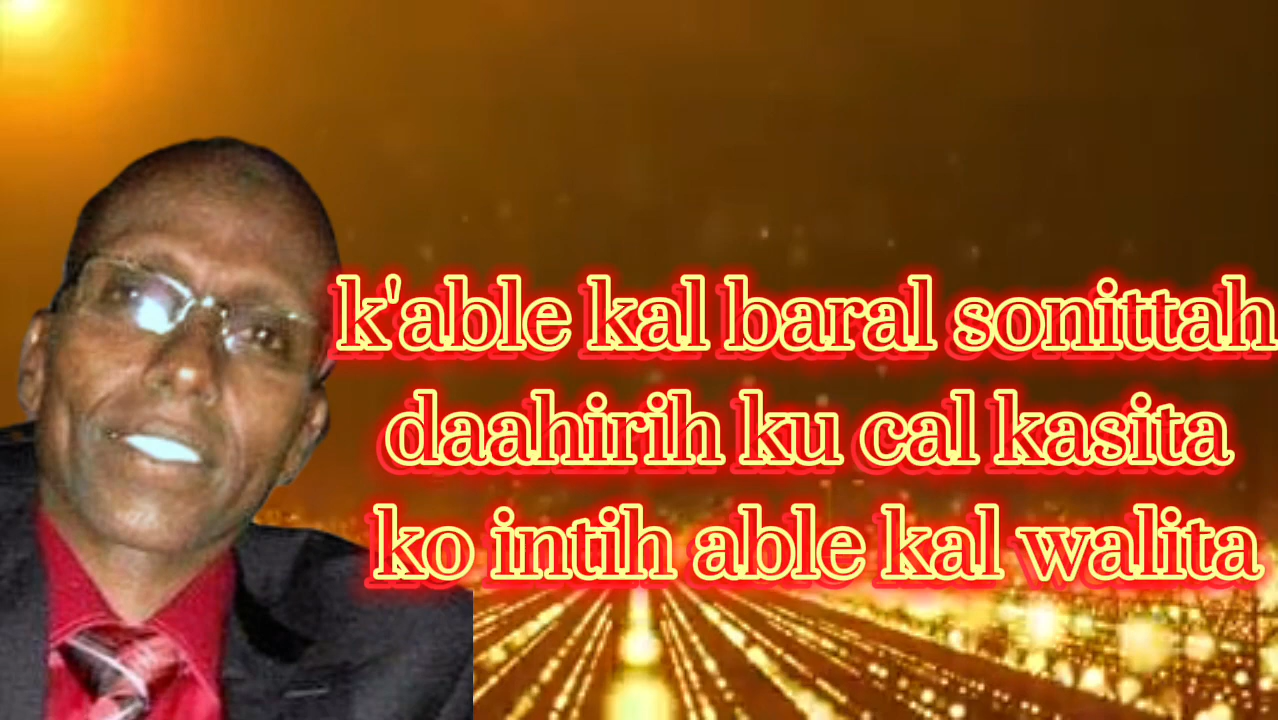 k'able kal baral sonittah
daahirih ku cal kasita
ko intih able kal walita